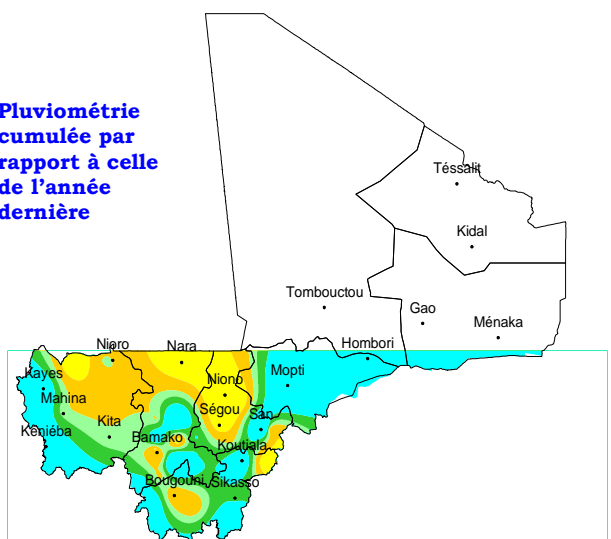 Pluviométrie
cumulée par
rapport à celle
de l'année
dernière
Téssalit
Kidal
Tombouctou
Gao
Ménaka
Hombori
Nioro
Nara
Mopti
Kayes
Niono
Mahina
Ségou
San
Kita
Kéniéba
Bamako
Koutiala
Bougouni
Sikasso